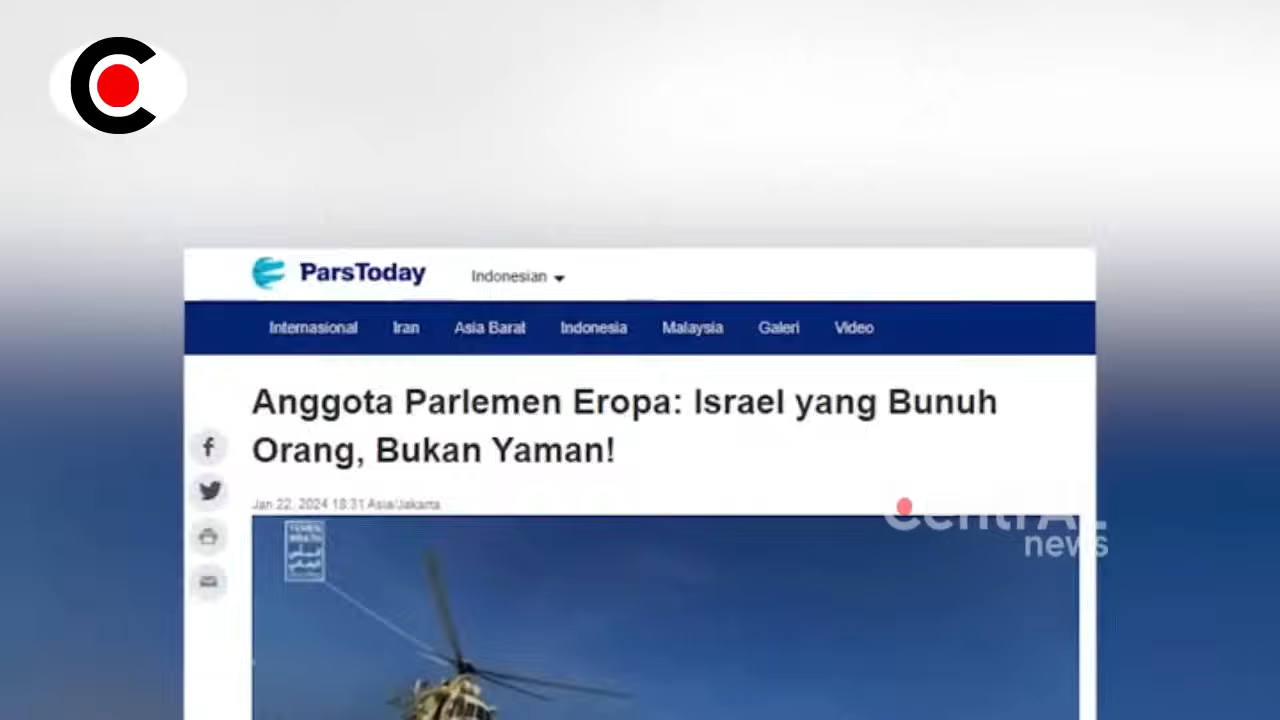 ParsToday
Indonesian
Internasional Iran Asia Barat Indonesia Malaysia Galeri Video
Anggota Parlemen Eropa: Israel yang Bunuh
Orang, Bukan Yaman!
Jan 22, 2024 18:31 Asia/Jakarta
CentrAL
news